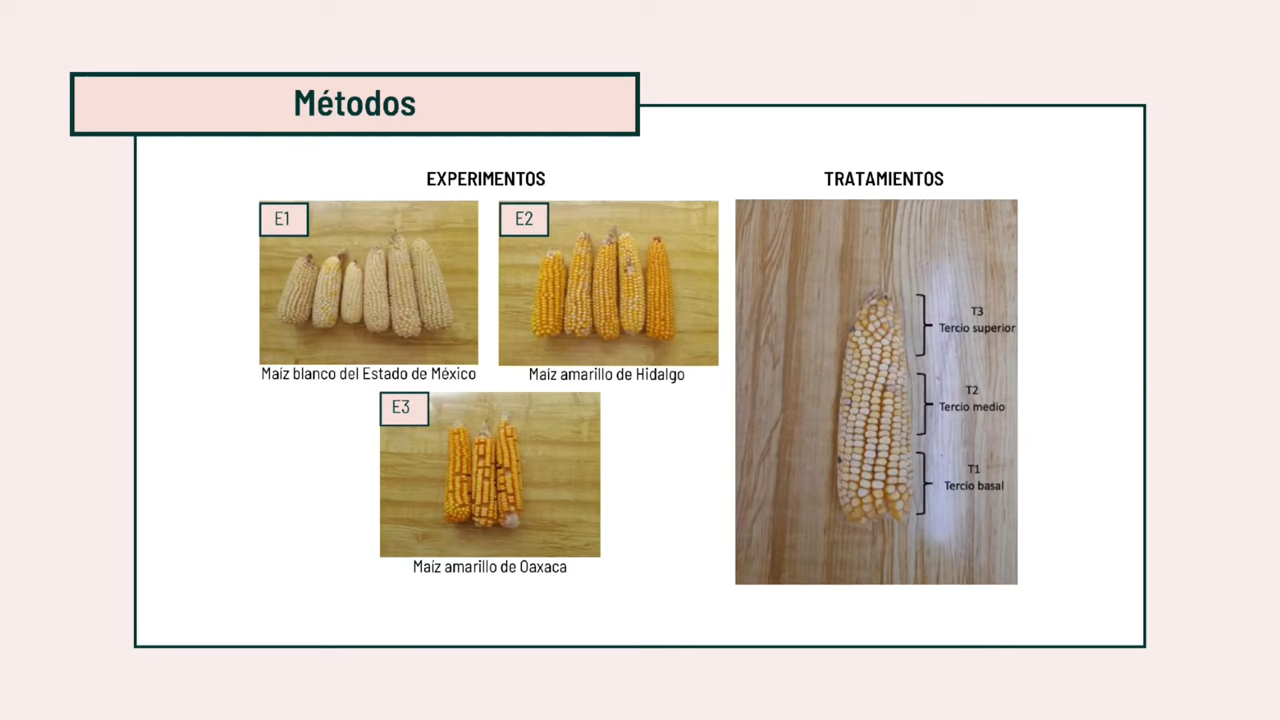 Métodos
EXPERIMENTOS
TRATAMIENTOS
E1
E2
Maíz blanco del Estado de México
Maíz amarillo de Hidalgo
E3
Maíz amarillo de Oaxaca
T3
Tercio superior
T2
Tercio medio
T1
Tercio basal